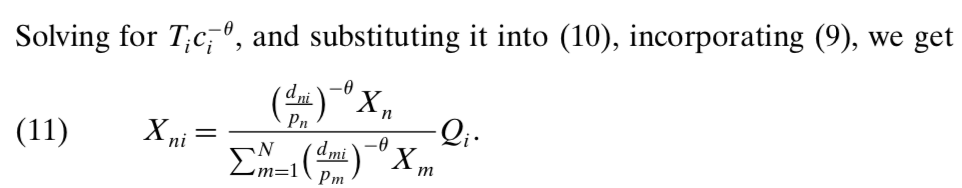 Solving for $T_i c_i^{-\theta}$, and substituting it into (10), incorporating (9), we get
(11) $X_{ni} = \frac{\left(\frac{d_{ni}}{p_n}\right)^{-\theta} X_n}{\sum_{m=1}^{N} \left(\frac{d_{mi}}{p_m}\right)^{-\theta} X_m} Q_i.$